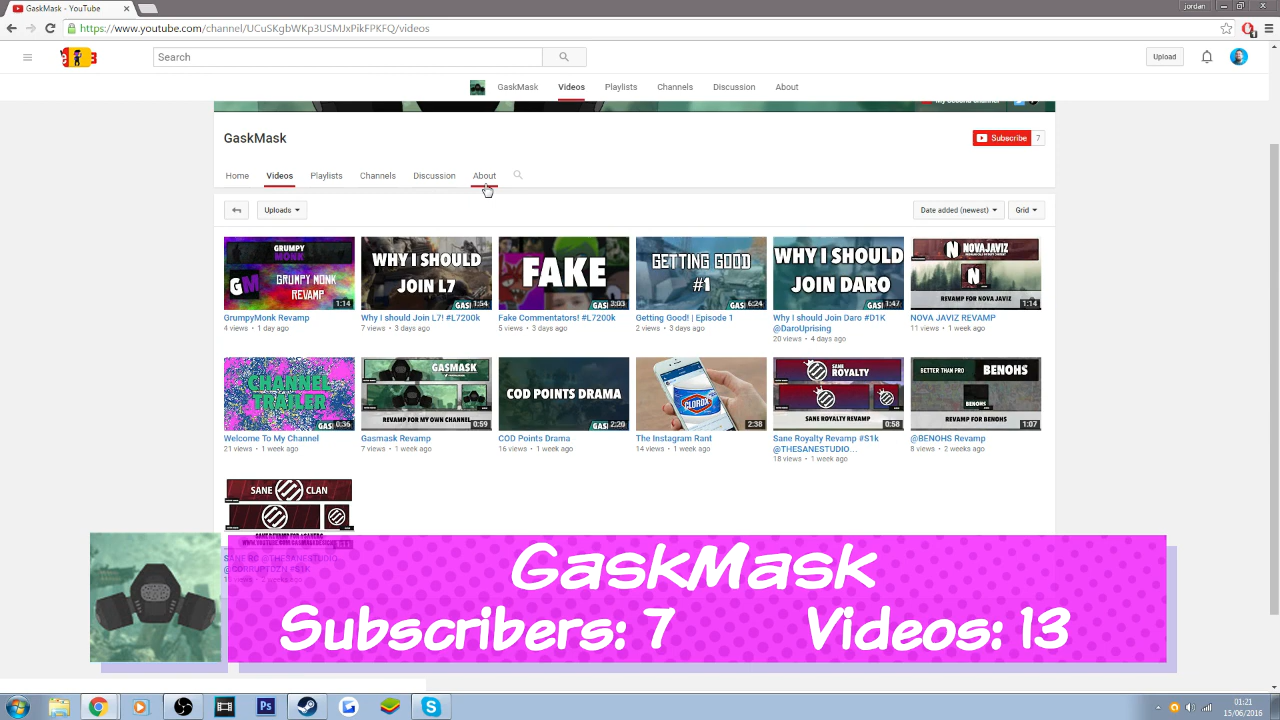 jordan
GaskMask - YouTube
https://www.youtube.com/channel/UCuSKgbWKp3USMJxPikFPKFQ/videos
Search
Upload
GaskMask Videos Playlists Channels Discussion About
My Second Channel
GaskMask
Subscribe 7
Home Videos Playlists Channels Discussion About
Uploads Date added (newest) Grid
GRUMPY
MONK
GM GRUMPY MONK
REVAMP
1:14
WHY I SHOULD
JOIN L7
1:54
FAKE
3:03
GETTING GOOD
#1
6:24
WHY I SHOULD
JOIN DARO
1:47
N NOVAJAVIZ
N
REVAMP FOR NOVA JAVIZ
1:14
GrumpyMonk Revamp
4 views • 1 day ago
Why I should Join L7! #L7200k
7 views • 3 days ago
Fake Commentators! #L7200k
5 views • 3 days ago
Getting Good! | Episode 1
2 views • 3 days ago
Why I should Join Daro #D1K
@DaroUprising
20 views • 4 days ago
NOVA JAVIZ REVAMP
11 views • 1 week ago
CHANNEL
TRAILER
0:36
GASMASK
REVAMP FOR MY OWN CHANNEL
0:59
COD POINTS DRAMA
2:20
CLOROX
2:38
SANE
ROYALTY
SANE ROYALTY REVAMP
0:58
BETTER THAN PRO BENOHS
BENOHS
REVAMP FOR BENOHS
1:07
Welcome To My Channel
21 views • 1 week ago
Gasmask Revamp
7 views • 1 week ago
COD Points Drama
16 views • 1 week ago
The Instagram Rant
14 views • 1 week ago
Sane Royalty Revamp #S1k
@THESANESTUDIO...
18 views • 1 week ago
@BENOHS Revamp
8 views • 2 weeks ago
SANE CLAN
GaskMask
Subscribers: 7 Videos: 13
01:21
15/06/2016